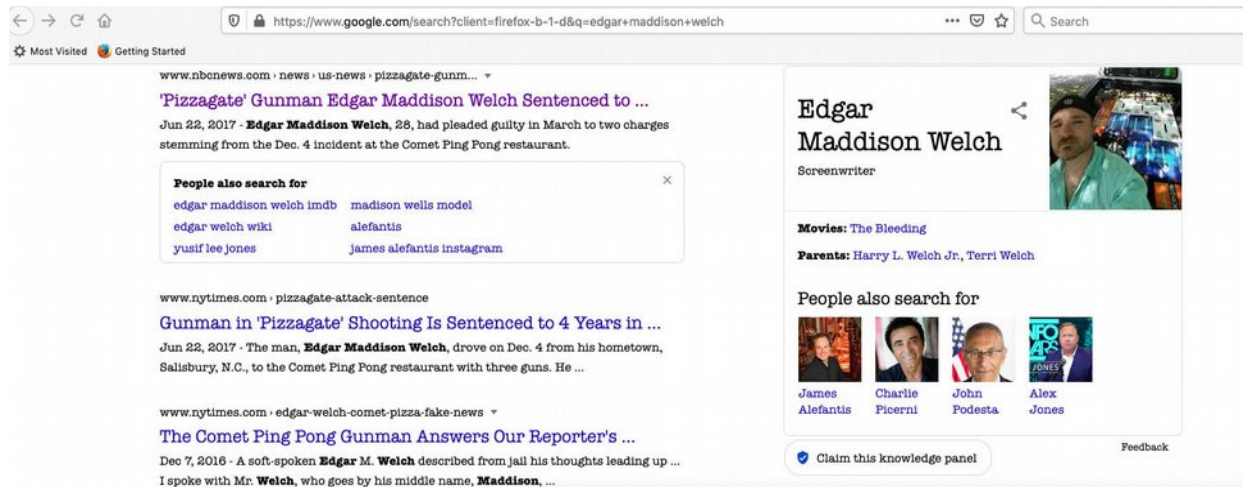 https://www.google.com/search?client=firefox-b-1-d&q=edgar+maddison+welch
Search
Most Visited
Getting Started
www.nbcnews.com › news › us-news › pizzagate-gunm...
'Pizzagate' Gunman Edgar Maddison Welch Sentenced to ...
Jun 22, 2017 - Edgar Maddison Welch, 28, had pleaded guilty in March to two charges
stemming from the Dec. 4 incident at the Comet Ping Pong restaurant.
People also search for
edgar maddison welch imdb
madison wells model
edgar welch wiki
alefantis
yusif lee jones
james alefantis instagram
www.nytimes.com › pizzagate-attack-sentence
Gunman in 'Pizzagate' Shooting Is Sentenced to 4 Years in ...
Jun 22, 2017 - The man, Edgar Maddison Welch, drove on Dec. 4 from his hometown,
Salisbury, N.C., to the Comet Ping Pong restaurant with three guns. He ...
www.nytimes.com › edgar-welch-comet-pizza-fake-news
The Comet Ping Pong Gunman Answers Our Reporter's ...
Dec 7, 2016 - A soft-spoken Edgar M. Welch described from jail his thoughts leading up ...
I spoke with Mr. Welch, who goes by his middle name, Maddison, ...
Edgar
Maddison Welch
Screenwriter
Movies: The Bleeding
Parents: Harry L. Welch Jr., Terri Welch
People also search for
JONES
James
Alefantis
Charlie
Picerni
John
Podesta
Alex
Jones
Feedback
Claim this knowledge panel